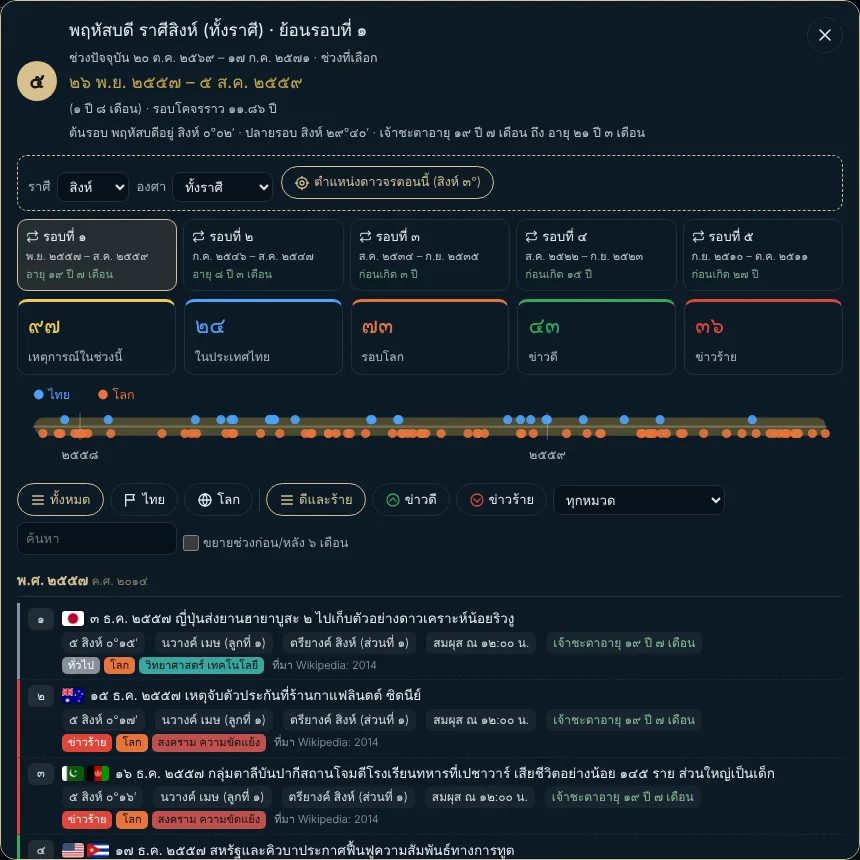 พฤหัสบดี ราศีสิงห์ (ทั้งราศี) · ย้อนรอบที่ ๑
ช่วงปัจจุบัน ๒๐ ต.ค. ๒๕๖๙ – ๑๗ ก.ค. ๒๕๗๑ · ช่วงที่เลือก
๕
๒๖ พ.ย. ๒๕๕๗ – ๕ ส.ค. ๒๕๕๙
(๑ ปี ๘ เดือน) · รอบโคจรราว ๑๑.๘๖ ปี
ต้นรอบ พฤหัสบดีอยู่ สิงห์ ๐°๐๒′ · ปลายรอบ สิงห์ ๒๙°๔๐′ · เจ้าชะตาอายุ ๑๙ ปี ๗ เดือน ถึง อายุ ๒๑ ปี ๓ เดือน
ราศี สิงห์ องศา ทั้งราศี ตำแหน่งดาวจรตอนนี้ (สิงห์ ๓°)
รอบที่ ๑ รอบที่ ๒ รอบที่ ๓ รอบที่ ๔ รอบที่ ๕
พ.ย. ๒๕๕๗ – ส.ค. ๒๕๕๙ ก.ค. ๒๕๔๖ – ส.ค. ๒๕๔๗ ส.ค. ๒๕๓๔ – ก.ย. ๒๕๓๕ ส.ค. ๒๕๒๒ – ก.ย. ๒๕๒๓ ก.ย. ๒๕๑๐ – ต.ค. ๒๕๑๑
อายุ ๑๙ ปี ๗ เดือน อายุ ๘ ปี ๓ เดือน ก่อนเกิด ๓ ปี ก่อนเกิด ๑๕ ปี ก่อนเกิด ๒๗ ปี
๙๗ ๒๔ ๗๓ ๔๓ ๓๖
เหตุการณ์ในช่วงนี้ ในประเทศไทย รอบโลก ข่าวดี ข่าวร้าย
ไทย โลก
๒๕๕๘ ๒๕๕๙
ทั้งหมด ไทย โลก ดีและร้าย ข่าวดี ข่าวร้าย ทุกหมวด
ค้นหา ขยายช่วงก่อน/หลัง ๖ เดือน
พ.ศ. ๒๕๕๗ ค.ศ. ๒๐๑๔
๑ ๓ ธ.ค. ๒๕๕๗ ญี่ปุ่นส่งยานฮายาบูสะ ๒ ไปเก็บตัวอย่างดาวเคราะห์น้อยริวงู
๕ สิงห์ ๐°๑๕′ นวางค์ เมษ (ลูกที่ ๑) ตรียางค์ สิงห์ (ส่วนที่ ๑) สมผุส ณ ๑๒:๐๐ น. เจ้าชะตาอายุ ๑๙ ปี ๗ เดือน
ทั่วไป โลก วิทยาศาสตร์ เทคโนโลยี ที่มา Wikipedia: 2014
๒ ๑๕ ธ.ค. ๒๕๕๗ เหตุจับตัวประกันที่ร้านกาแฟลินดต์ ซิดนีย์
๕ สิงห์ ๐°๑๗′ นวางค์ เมษ (ลูกที่ ๑) ตรียางค์ สิงห์ (ส่วนที่ ๑) สมผุส ณ ๑๒:๐๐ น. เจ้าชะตาอายุ ๑๙ ปี ๗ เดือน
ข่าวร้าย โลก สงคราม ความขัดแย้ง ที่มา Wikipedia: 2014
๓ ๑๖ ธ.ค. ๒๕๕๗ กลุ่มตาลีบันปากีสถานโจมตีโรงเรียนทหารที่เปชาวาร์ เสียชีวิตอย่างน้อย ๑๔๕ ราย ส่วนใหญ่เป็นเด็ก
๕ สิงห์ ๐°๑๖′ นวางค์ เมษ (ลูกที่ ๑) ตรียางค์ สิงห์ (ส่วนที่ ๑) สมผุส ณ ๑๒:๐๐ น. เจ้าชะตาอายุ ๑๙ ปี ๗ เดือน
ข่าวร้าย โลก สงคราม ความขัดแย้ง ที่มา Wikipedia: 2014
๔ ๑๗ ธ.ค. ๒๕๕๗ สหรัฐและคิวบาประกาศฟื้นฟูความสัมพันธ์ทางการทูต